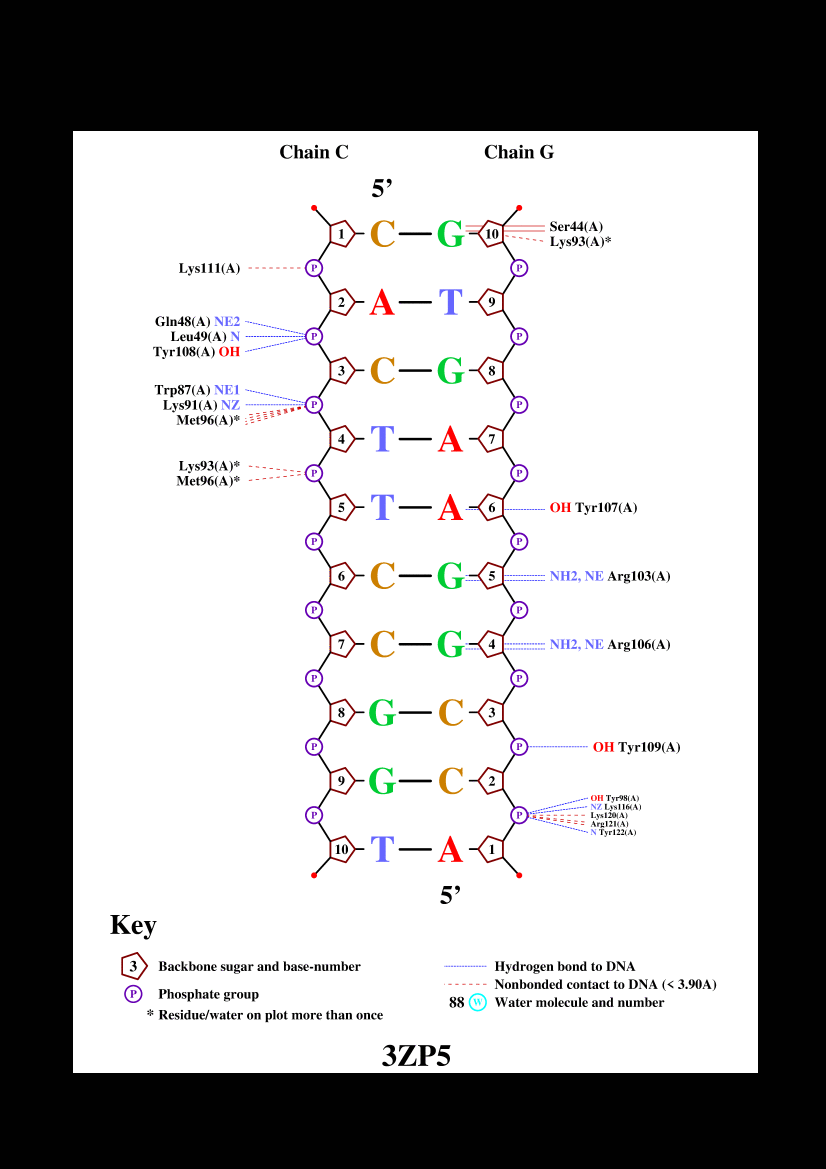 Chain C Chain G
5’
1 C G 10 Ser44(A)
Lys93(A)*
Lys111(A) P P
2 A T 9
Gln48(A) NE2
Leu49(A) N P P
Tyr108(A) OH
3 C G 8
Trp87(A) NE1
Lys91(A) NZ P P
Met96(A)*
4 T A 7
Lys93(A)* P P
Met96(A)*
5 T A 6 OH Tyr107(A)
P P
6 C G 5 NH2, NE Arg103(A)
P P
7 C G 4 NH2, NE Arg106(A)
P P
8 G C 3
P P OH Tyr109(A)
9 G C 2
OH Tyr98(A)
NZ Lys116(A)
P P Lys120(A)
Arg121(A)
N Tyr122(A)
10 T A 1
5’
Key
3 Backbone sugar and base-number
P Phosphate group
* Residue/water on plot more than once
Hydrogen bond to DNA
Nonbonded contact to DNA (< 3.90A)
88 W Water molecule and number
3ZP5